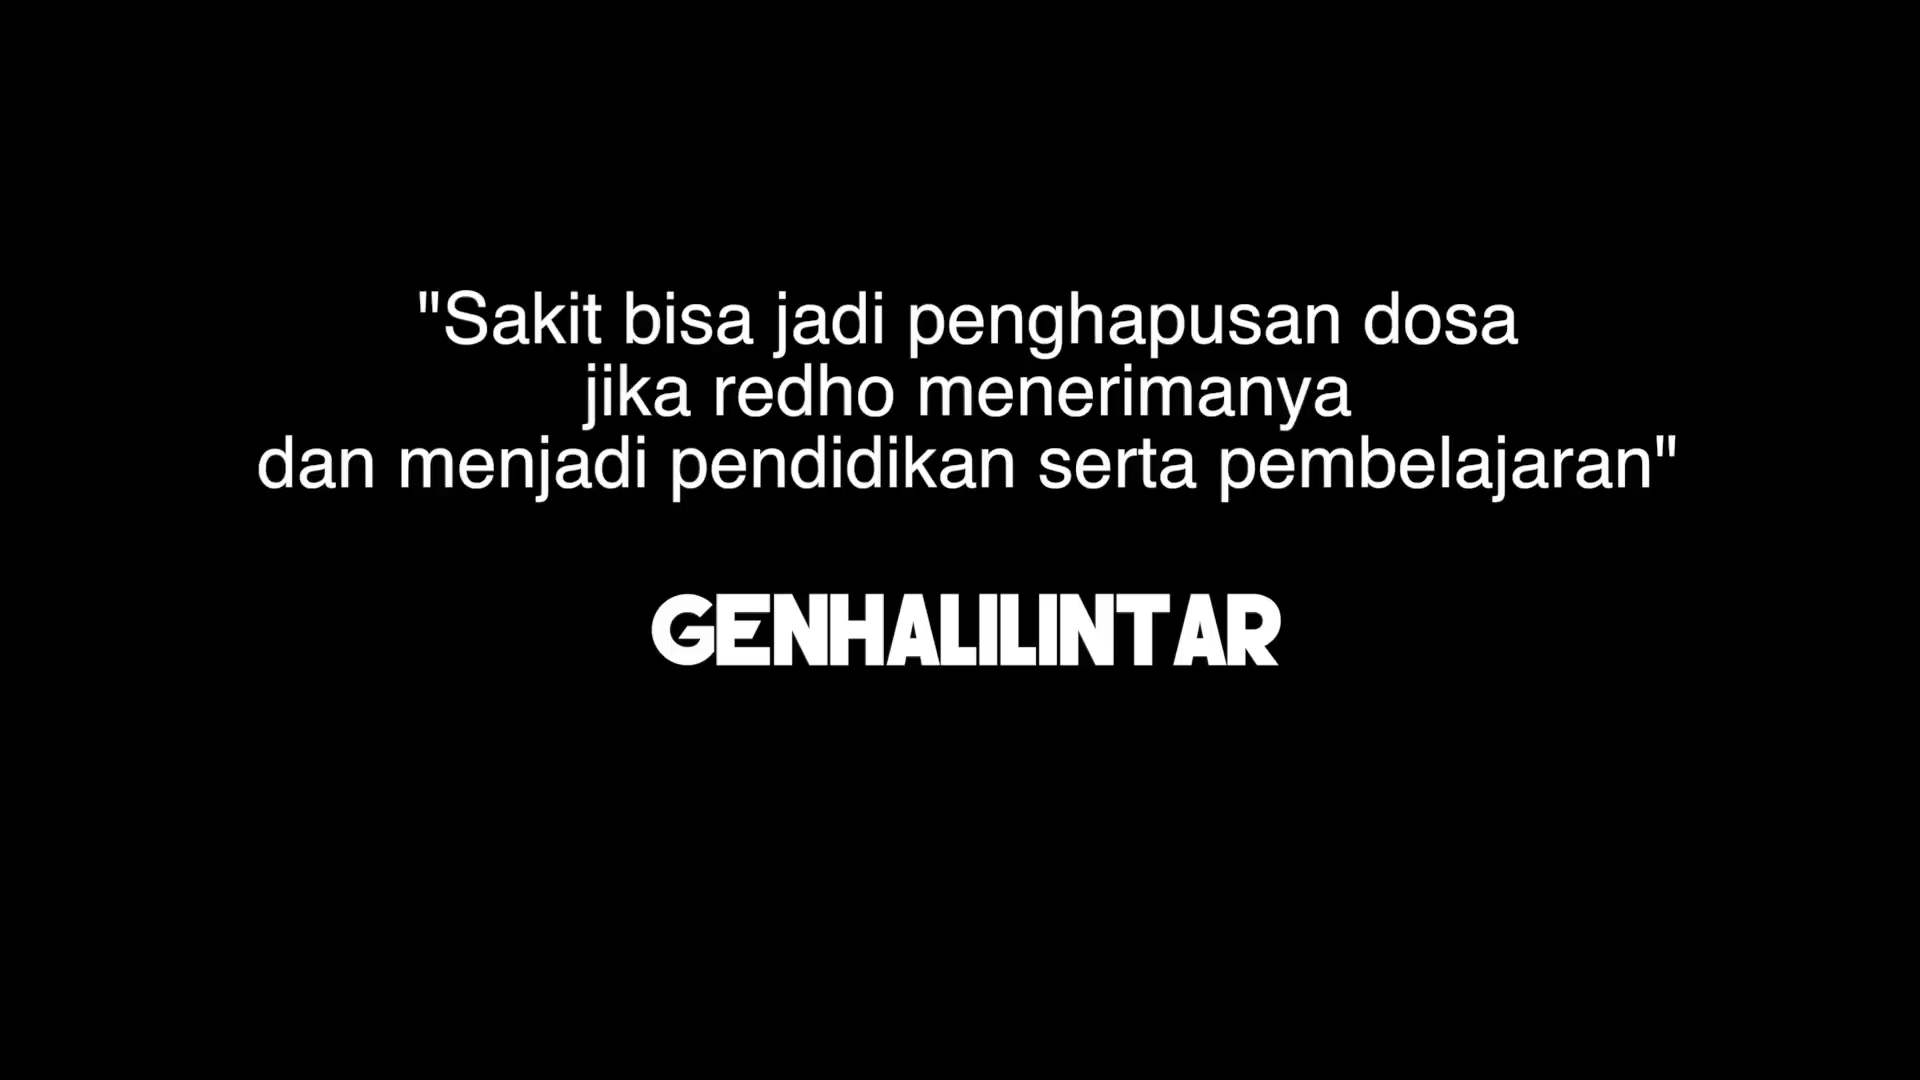 "Sakit bisa jadi penghapusan dosa
jika redho menerimanya
dan menjadi pendidikan serta pembelajaran"
GENHALILINTAR